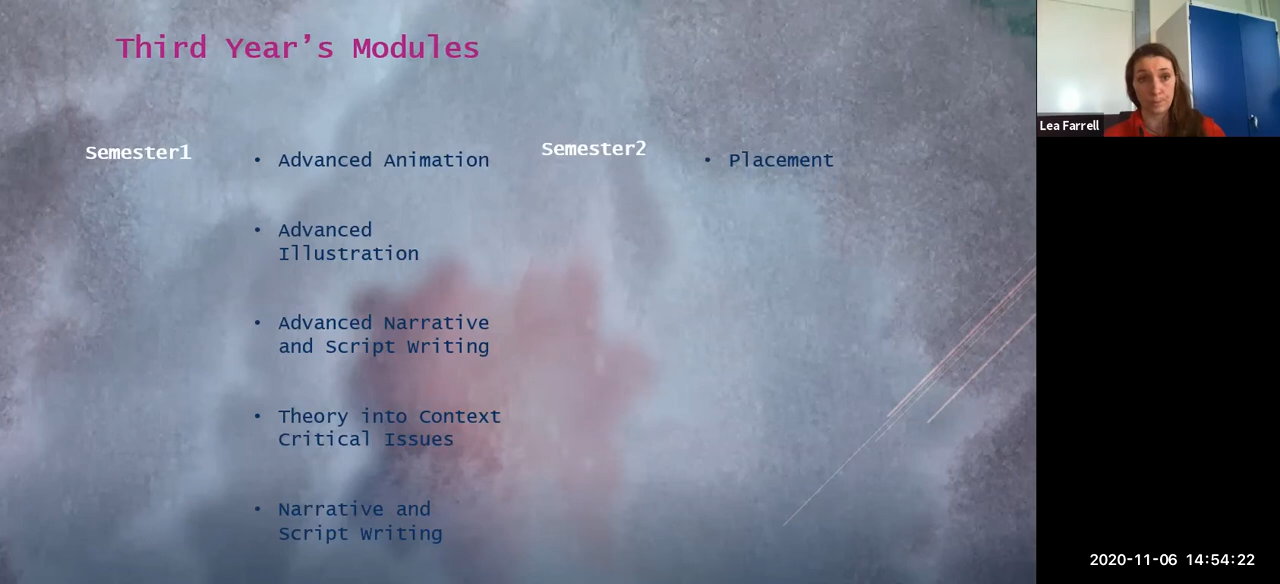 Third Year’s Modules
Semester1
• Advanced Animation
• Advanced
Illustration
• Advanced Narrative
and Script Writing
• Theory into Context
Critical Issues
• Narrative and
Script Writing
Semester2
• Placement
Lea Farrell
2020-11-06 14:54:22